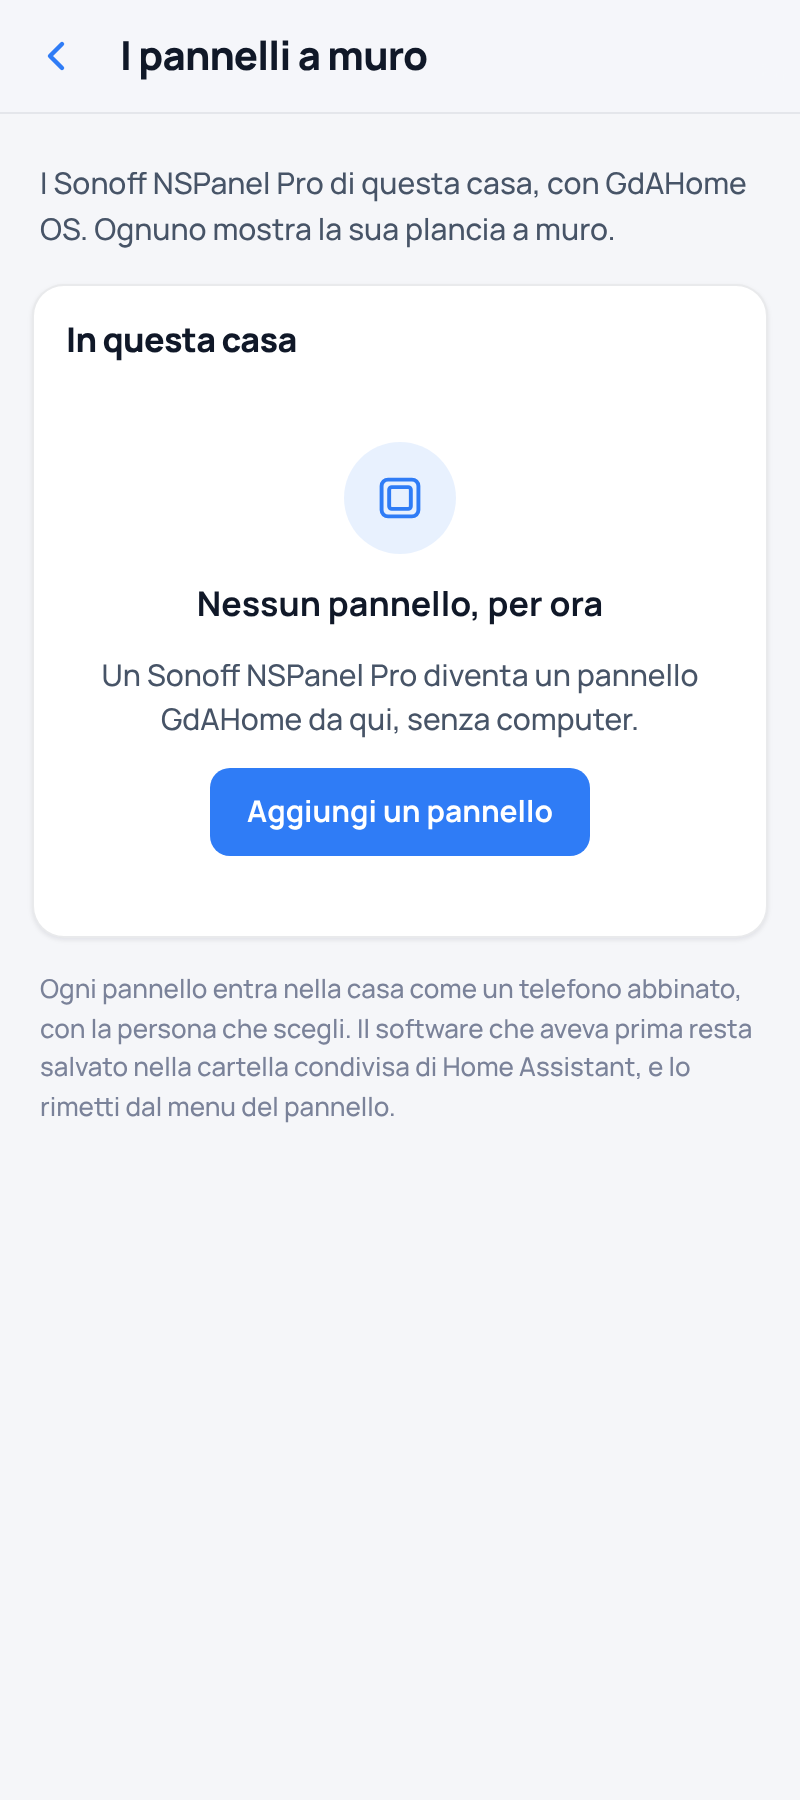 I pannelli a muro
I Sonoff NSPanel Pro di questa casa, con GdAHome
OS. Ognuno mostra la sua plancia a muro.
In questa casa
Nessun pannello, per ora
Un Sonoff NSPanel Pro diventa un pannello
GdAHome da qui, senza computer.
Aggiungi un pannello
Ogni pannello entra nella casa come un telefono abbinato,
con la persona che scegli. Il software che aveva prima resta
salvato nella cartella condivisa di Home Assistant, e lo
rimetti dal menu del pannello.